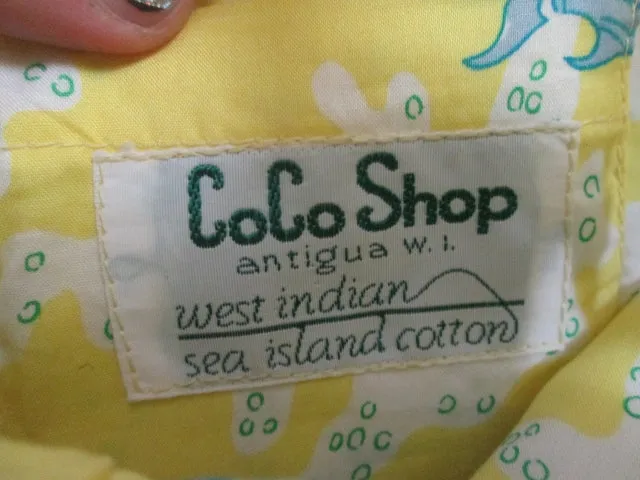 CoCo Shop
antigua w. i.
west indian
sea island cotton